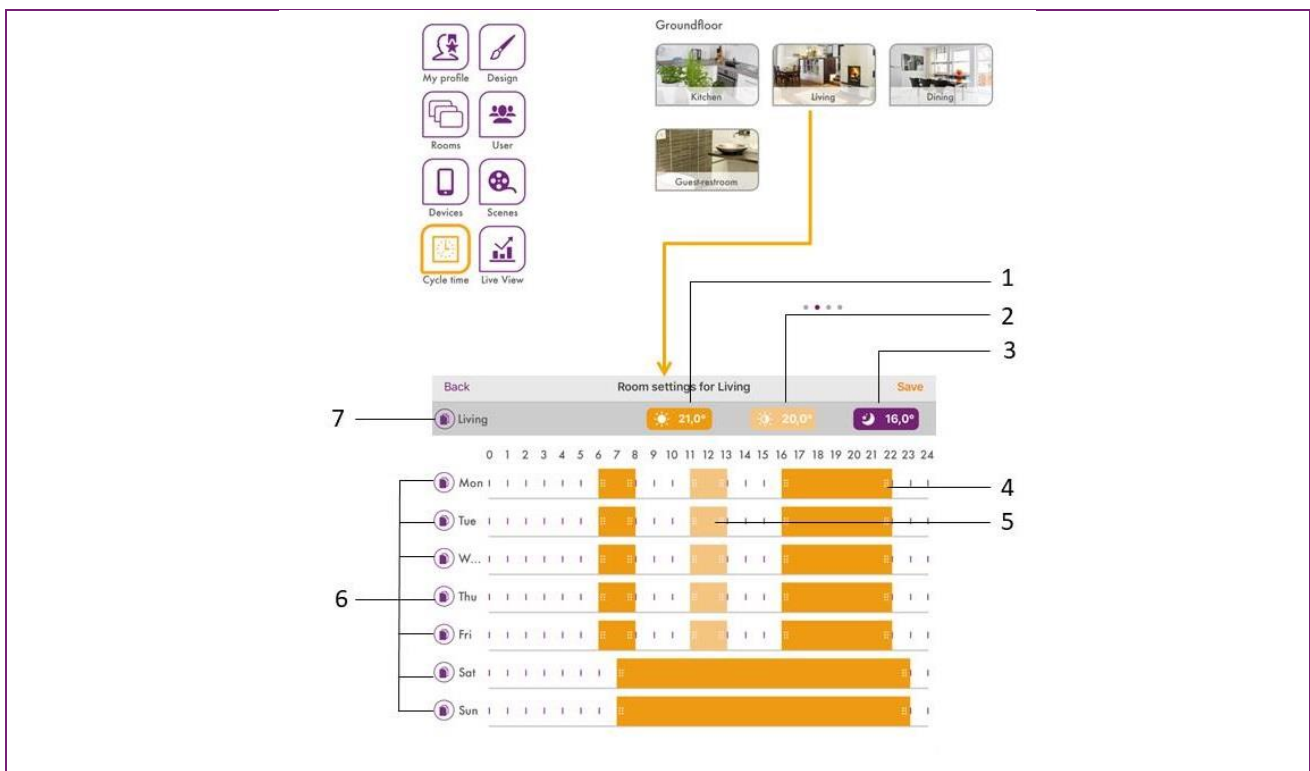 Groundfloor
My profile Design
Kitchen Living Dining
Rooms User
Guest-restroom
Devices Scenes
Cycle time Live View
1
2
3
Back Room settings for Living Save
7 Living 21,0° 20,0° 16,0°
0 1 2 3 4 5 6 7 8 9 10 11 12 13 14 15 16 17 18 19 20 21 22 23 24
Mon 4
Tue 5
W...
6 Thu
Fri
Sat
Sun